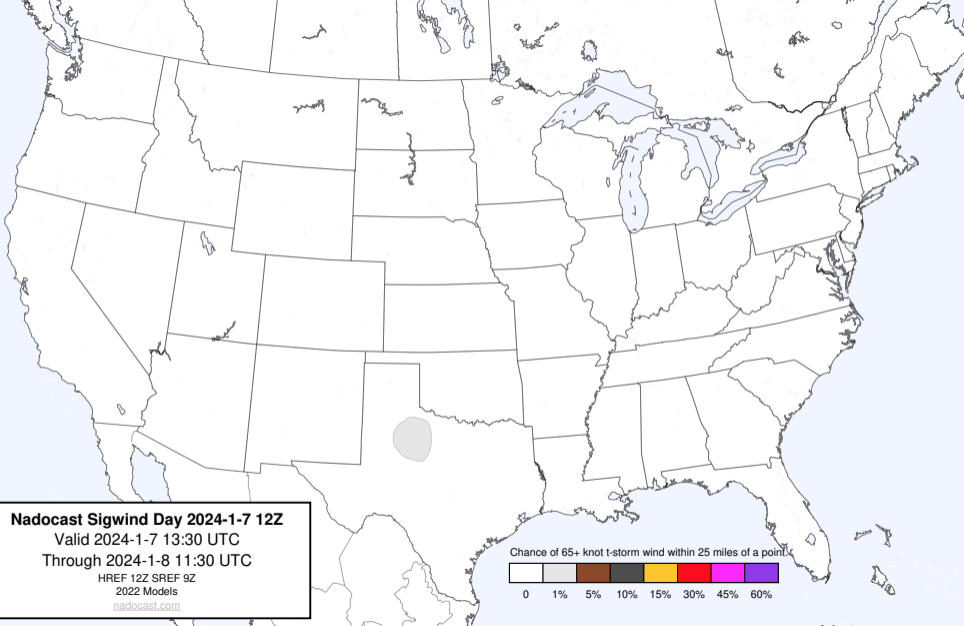 Nadocast Sigwind Day 2024-1-7 12Z
Valid 2024-1-7 13:30 UTC
Through 2024-1-8 11:30 UTC
HREF 12Z SREF 9Z
2022 Models
nadocast.com
Chance of 65+ knot t-storm wind within 25 miles of a point.
0 1% 5% 10% 15% 30% 45% 60%